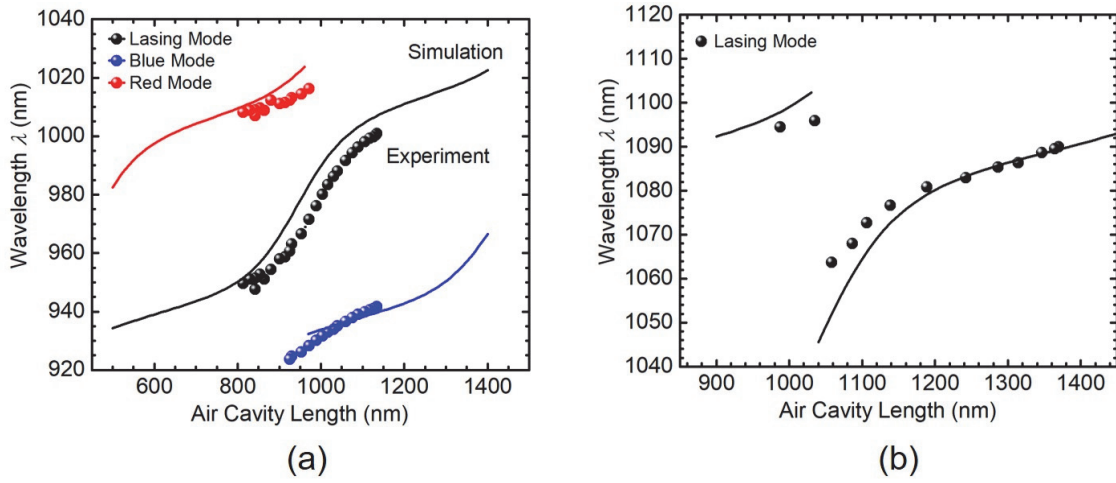 Wavelength λ (nm)
1040
1020
1000
980
960
940
920
Lasing Mode
Blue Mode
Red Mode
Simulation
Experiment
600
800
1000
1200
1400
Air Cavity Length (nm)
(a)
Wavelength λ (nm)
1120
1110
1100
1090
1080
1070
1060
1050
1040
Lasing Mode
900
1000
1100
1200
1300
1400
Air Cavity Length (nm)
(b)